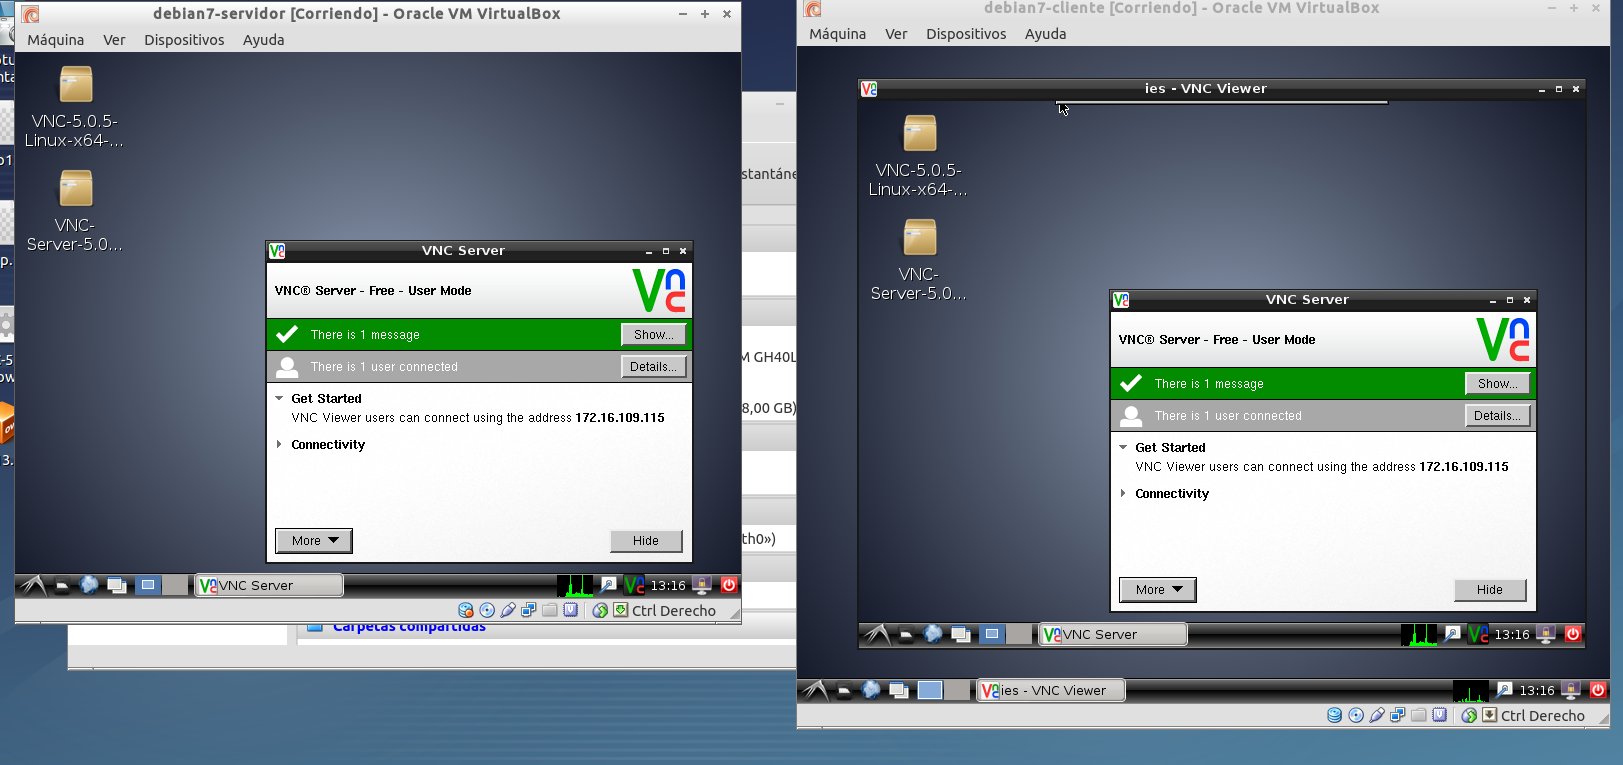 debian7-servidor [Corriendo] - Oracle VM VirtualBox
Máquina Ver Dispositivos Ayuda
VNC-5.0.5-
Linux-x64-...
VNC-
Server-5.0...
VNC Server
VNC® Server - Free - User Mode
There is 1 message
Show...
There is 1 user connected
Details...
Get Started
VNC Viewer users can connect using the address 172.16.109.115
Connectivity
More
Hide
VNC Server
13:16
Ctrl Derecho
Carpetas compartidas
stantáne
M GH40L
8,00 GB)
th0»)
debian7-cliente [Corriendo] - Oracle VM VirtualBox
Máquina Ver Dispositivos Ayuda
ies - VNC Viewer
VNC-5.0.5-
Linux-x64-...
VNC-
Server-5.0...
VNC Server
VNC® Server - Free - User Mode
There is 1 message
Show...
There is 1 user connected
Details...
Get Started
VNC Viewer users can connect using the address 172.16.109.115
Connectivity
More
Hide
VNC Server
13:16
ies - VNC Viewer
13:16
Ctrl Derecho